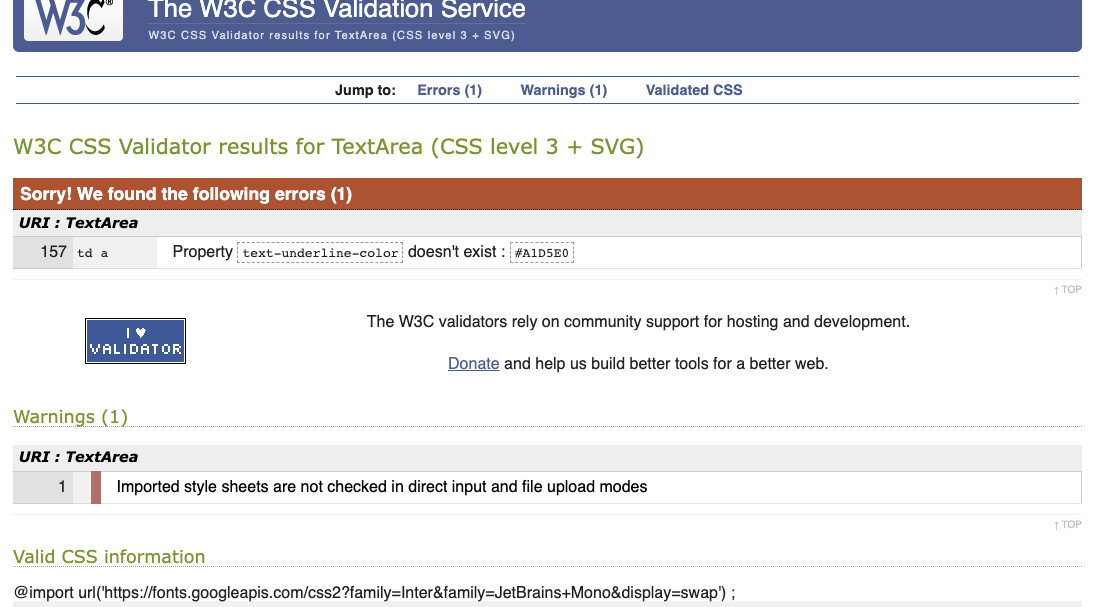 W3C®
The W3C CSS Validation Service
W3C CSS Validator results for TextArea (CSS level 3 + SVG)
Jump to: Errors (1) Warnings (1) Validated CSS
W3C CSS Validator results for TextArea (CSS level 3 + SVG)
Sorry! We found the following errors (1)
URI : TextArea
157 td a Property text-underline-color doesn't exist : #A1D5E0
↑ TOP
I ♥
VALIDATOR
The W3C validators rely on community support for hosting and development.
Donate and help us build better tools for a better web.
Warnings (1)
URI : TextArea
1 Imported style sheets are not checked in direct input and file upload modes
↑ TOP
Valid CSS information
@import url('https://fonts.googleapis.com/css2?family=Inter&family=JetBrains+Mono&display=swap') ;